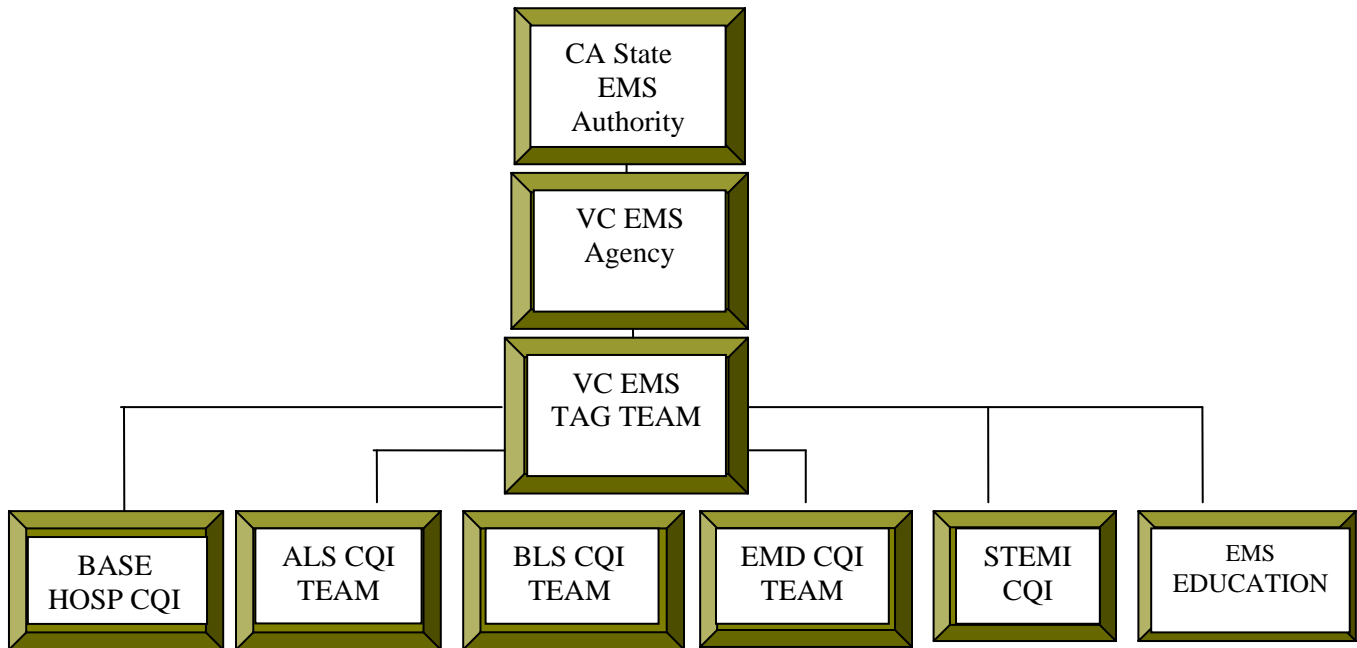 CA State
EMS
Authority
VC EMS
Agency
VC EMS
TAG TEAM
BASE
HOSP CQI
ALS CQI
TEAM
BLS CQI
TEAM
EMD CQI
TEAM
STEMI
CQI
EMS
EDUCATION